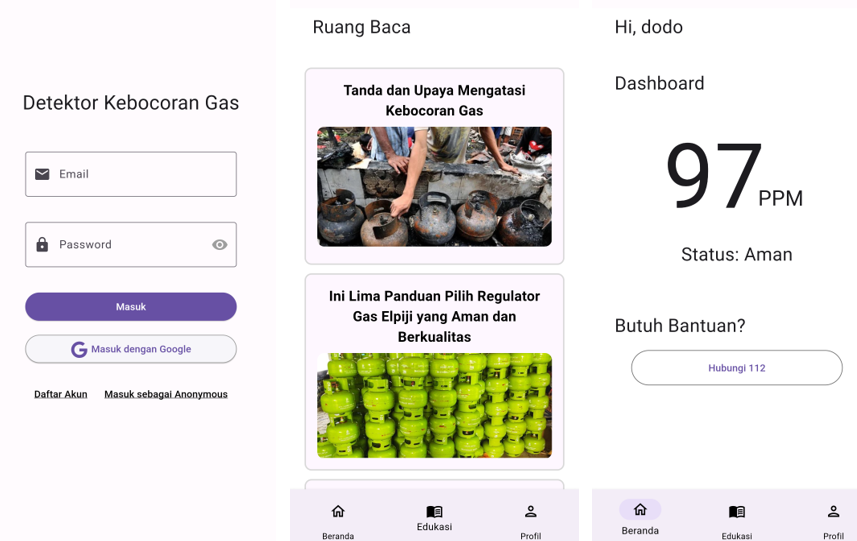 Detektor Kebocoran Gas
Email
Password
Masuk
Masuk dengan Google
Daftar Akun
Masuk sebagai Anonymous
Ruang Baca
Tanda dan Upaya Mengatasi
Kebocoran Gas
Ini Lima Panduan Pilih Regulator
Gas Elpiji yang Aman dan
Berkualitas
Beranda
Edukasi
Profil
Hi, dodo
Dashboard
97 PPM
Status: Aman
Butuh Bantuan?
Hubungi 112
Beranda
Edukasi
Profil